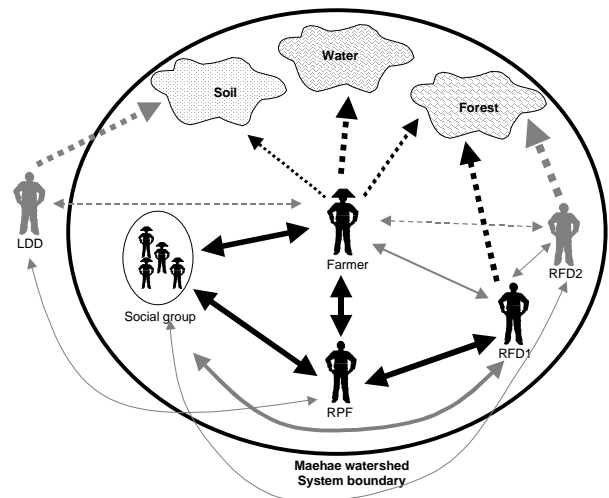 Water
Soil
Forest
LDD
Farmer
RFD2
Social group
RFD1
RPF
Maehae watershed
System boundary